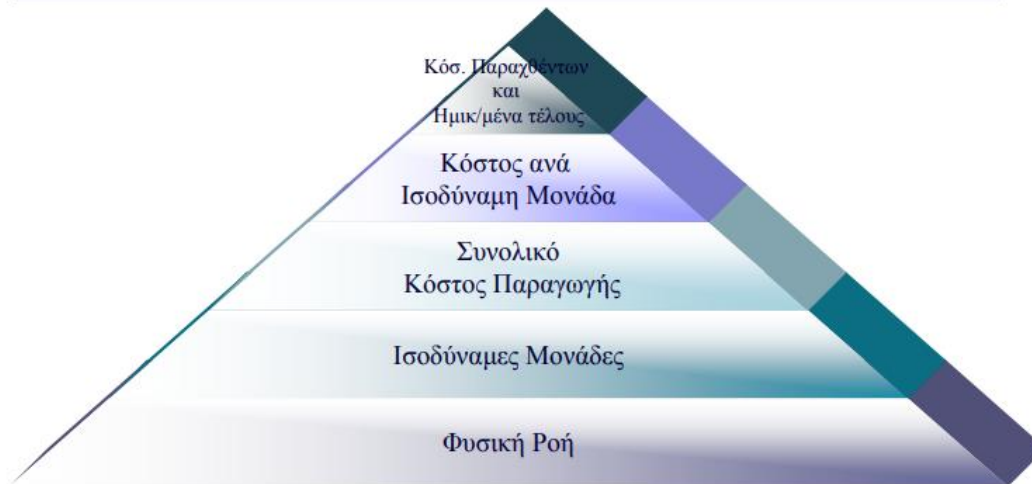 Κόσ. Παραχθέντων
και
Ημικ/μένα τέλους
Κόστος ανά
Ισοδύναμη Μονάδα
Συνολικό
Κόστος Παραγωγής
Ισοδύναμες Μονάδες
Φυσική Ροή